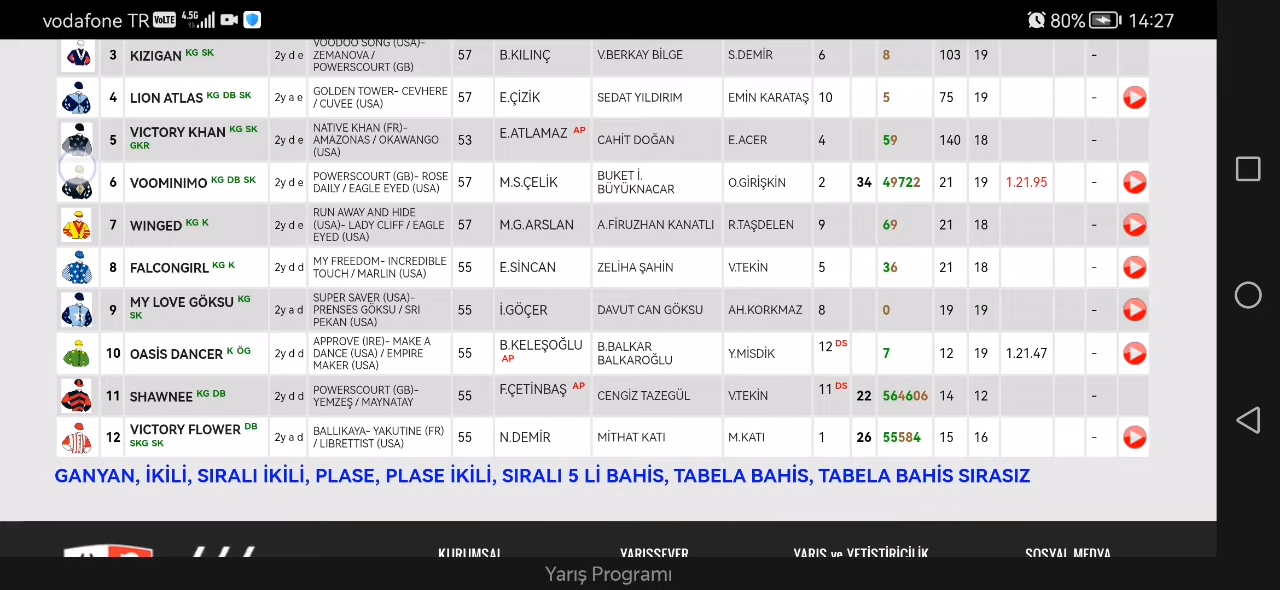 vodafone TR VoLTE 4.5G 80% 14:27
3 KIZIGAN KG SK 2y d e VOODOO SONG (USA)- ZEMANOVA / POWERSCOURT (GB) 57 B.KILINÇ V.BERKAY BİLGE S.DEMİR 6 8 103 19 -
4 LION ATLAS KG DB SK 2y a e GOLDEN TOWER- CEVHERE / CUVEE (USA) 57 E.ÇİZİK SEDAT YILDIRIM EMİN KARATAŞ 10 5 75 19 -
5 VICTORY KHAN KG SK GKR 2y d e NATIVE KHAN (FR)- AMAZONAS / OKAWANGO (USA) 53 E.ATLAMAZ AP CAHİT DOĞAN E.ACER 4 59 140 18 -
6 VOOMINIMO KG DB SK 2y d e POWERSCOURT (GB)- ROSE DAILY / EAGLE EYED (USA) 57 M.S.ÇELİK BUKET İ. BÜYÜKNACAR O.GİRİŞKİN 2 34 49722 21 19 1.21.95 -
7 WINGED KG K 2y d e RUN AWAY AND HIDE (USA)- LADY CLIFF / EAGLE EYED (USA) 57 M.G.ARSLAN A.FİRUZHAN KANATLI R.TAŞDELEN 9 69 21 18 -
8 FALCONGIRL KG K 2y d d MY FREEDOM- INCREDIBLE TOUCH / MARLIN (USA) 55 E.SİNCAN ZELİHA ŞAHİN V.TEKİN 5 36 21 18 -
9 MY LOVE GÖKSU KG SK 2y a d SUPER SAVER (USA)- PRENSES GÖKSU / SRI PEKAN (USA) 55 İ.GÖÇER DAVUT CAN GÖKSU AH.KORKMAZ 8 0 19 19 -
10 OASİS DANCER K ÖG 2y d d APPROVE (IRE)- MAKE A DANCE (USA) / EMPIRE MAKER (USA) 55 B.KELEŞOĞLU AP B.BALKAR BALKAROĞLU Y.MİSDİK 12 DS 7 12 19 1.21.47 -
11 SHAWNEE KG DB 2y d d POWERSCOURT (GB)- YEMZEŞ / MAYNATAY 55 F.ÇETİNBAŞ AP CENGİZ TAZEGÜL V.TEKİN 11 DS 22 564606 14 12 -
12 VICTORY FLOWER DB SKG SK 2y a d BALLIKAYA- YAKUTINE (FR) / LIBRETTIST (USA) 55 N.DEMİR MİTHAT KATI M.KATI 1 26 55584 15 16 -
GANYAN, İKİLİ, SIRALI İKİLİ, PLASE, PLASE İKİLİ, SIRALI 5 Lİ BAHİS, TABELA BAHİS, TABELA BAHİS SIRASIZ
KURUMSAL YARIŞSEVER YARIŞ ve YETİŞTİRİCİLİK SOSYAL MEDYA
Yarış Programı